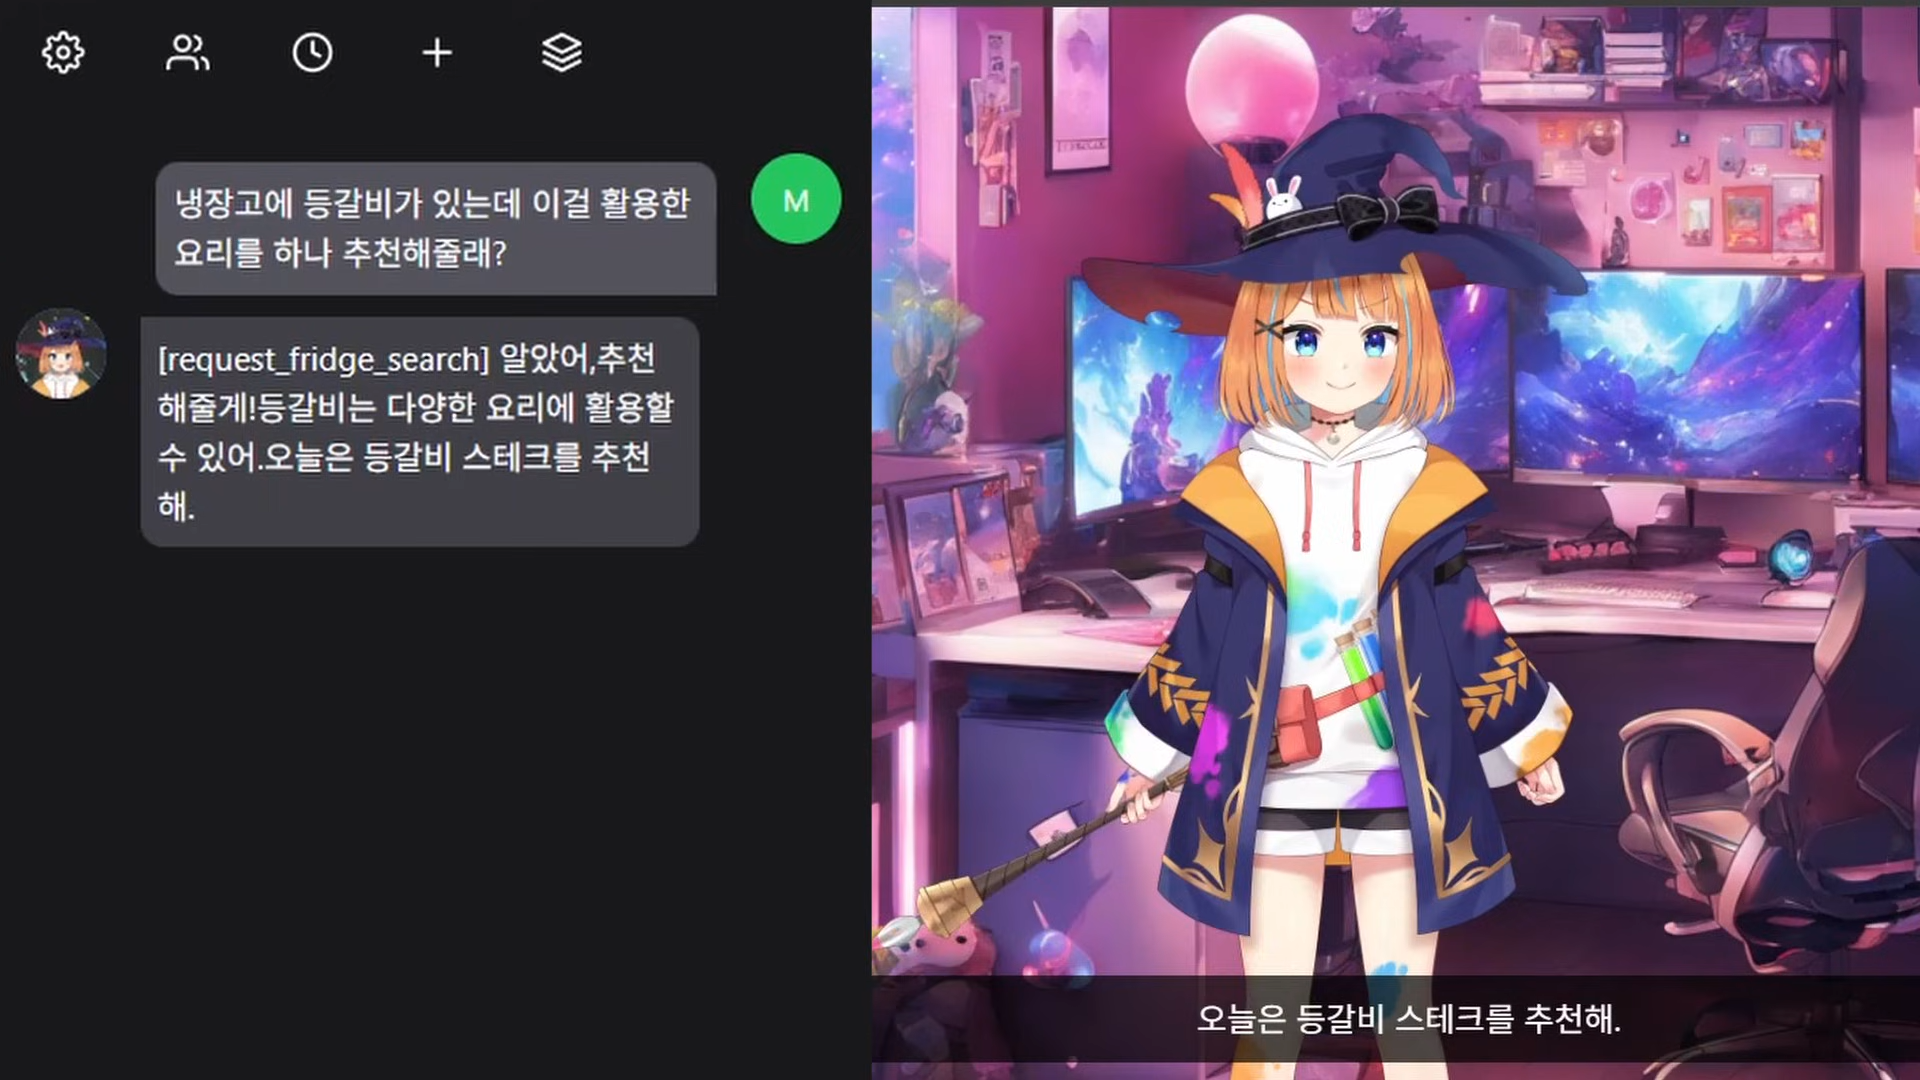 냉장고에 등갈비가 있는데 이걸 활용한
요리를 하나 추천해줄래?
M
[request_fridge_search] 알았어,추천
해줄게!등갈비는 다양한 요리에 활용할
수 있어.오늘은 등갈비 스테크를 추천
해.
오늘은 등갈비 스테크를 추천해.